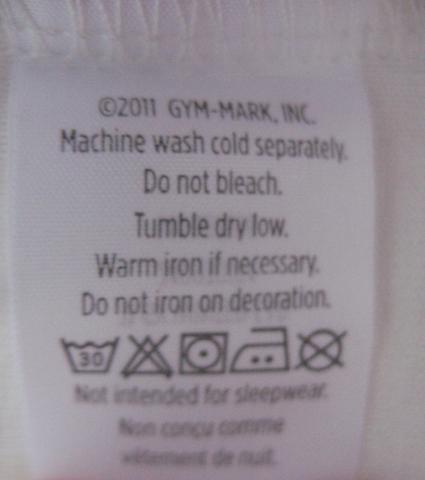 ©2011 GYM-MARK, INC.
Machine wash cold separately.
Do not bleach.
Tumble dry low.
Warm iron if necessary.
Do not iron on decoration.
30
Not intended for sleepwear.
Non conçu comme
vêtement de nuit.